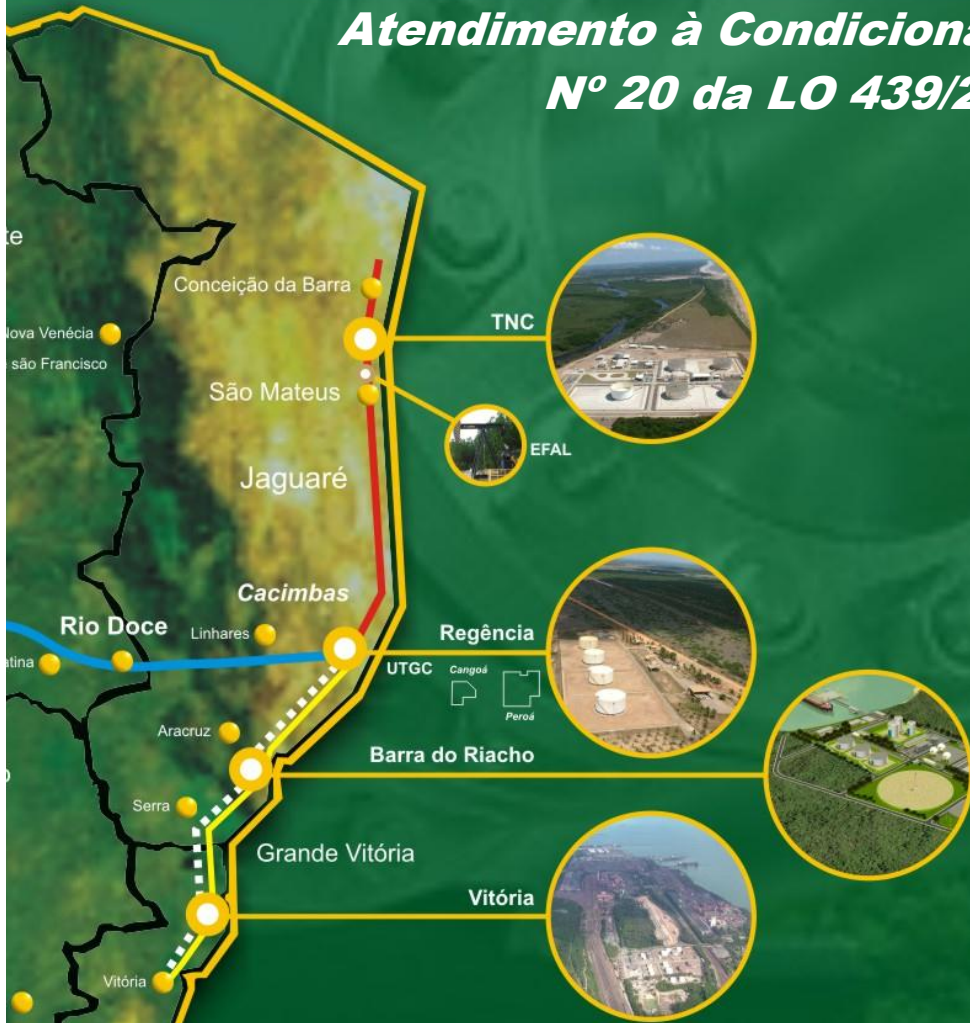 Atendimento à Condiciona
Nº 20 da LO 439/2
Conceição da Barra
TNC
Nova Venécia
são Francisco
São Mateus
EFAL
Jaguaré
Cacimbas
Rio Doce
Linhares
Regência
UTGC
Cangoá
Peroá
Aracruz
Barra do Riacho
Serra
Grande Vitória
Vitória
Vitória